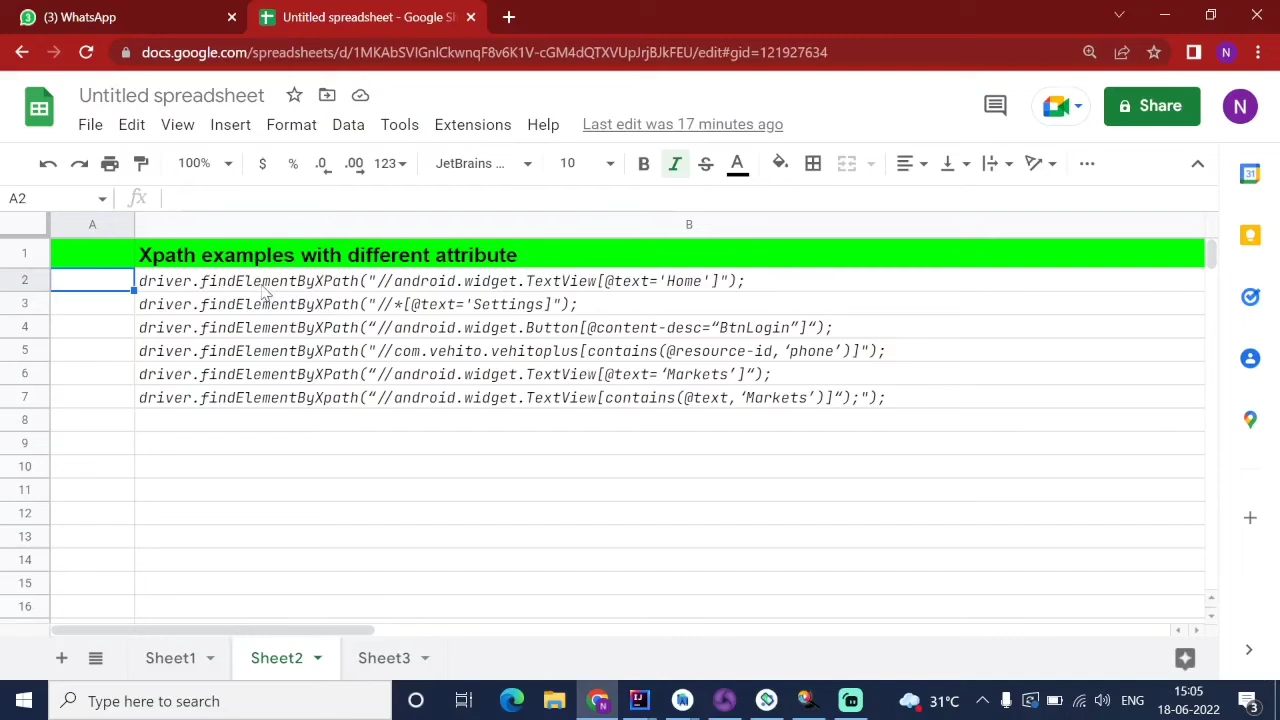 (3) WhatsApp
Untitled spreadsheet - Google Sh
docs.google.com/spreadsheets/d/1MKAbSVIGnlCkwnqF8v6K1V-cGM4dQTXVUpJrjBJkFEU/edit#gid=121927634
N
Untitled spreadsheet
File Edit View Insert Format Data Tools Extensions Help Last edit was 17 minutes ago
Share
N
100% $ % .0 .00 123 JetBrains ... 10 B I S A
31
A2 fx
A B
1 Xpath examples with different attribute
2 driver.findElementByXPath("//android.widget.TextView[@text='Home']");
3 driver.findElementByXPath("//*[@text='Settings]");
4 driver.findElementByXPath(“//android.widget.Button[@content-desc=“BtnLogin”]“);
5 driver.findElementByXPath("//com.vehito.vehitoplus[contains(@resource-id,‘phone’)]");
6 driver.findElementByXPath(“//android.widget.TextView[@text=‘Markets’]“);
7 driver.findElementByXpath(“//android.widget.TextView[contains(@text,‘Markets’)]“);");
8
9
10
11
12
13
14
15
16
Sheet1 Sheet2 Sheet3
Type here to search
31°C
ENG
15:05
18-06-2022
3